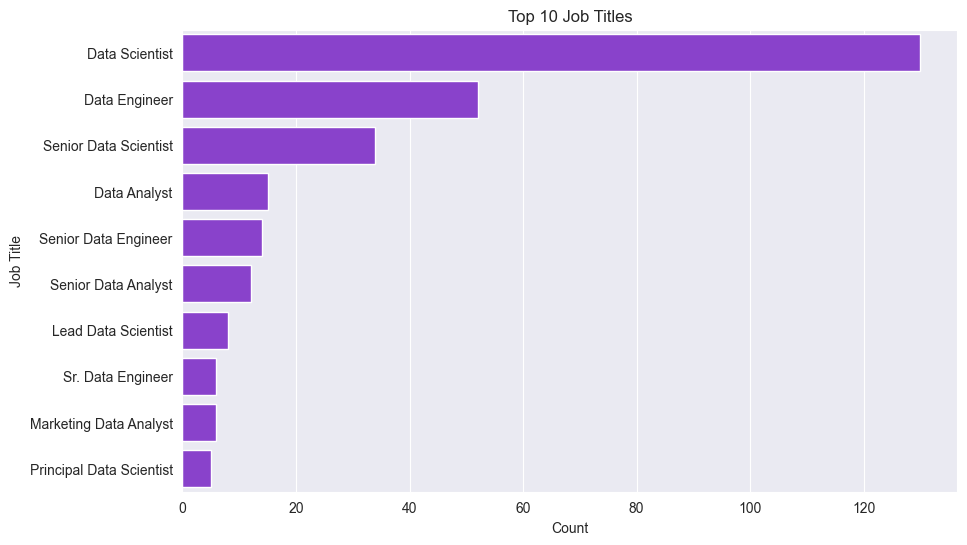 Top 10 Job Titles
Job Title
Data Scientist
Data Engineer
Senior Data Scientist
Data Analyst
Senior Data Engineer
Senior Data Analyst
Lead Data Scientist
Sr. Data Engineer
Marketing Data Analyst
Principal Data Scientist
0 20 40 60 80 100 120
Count